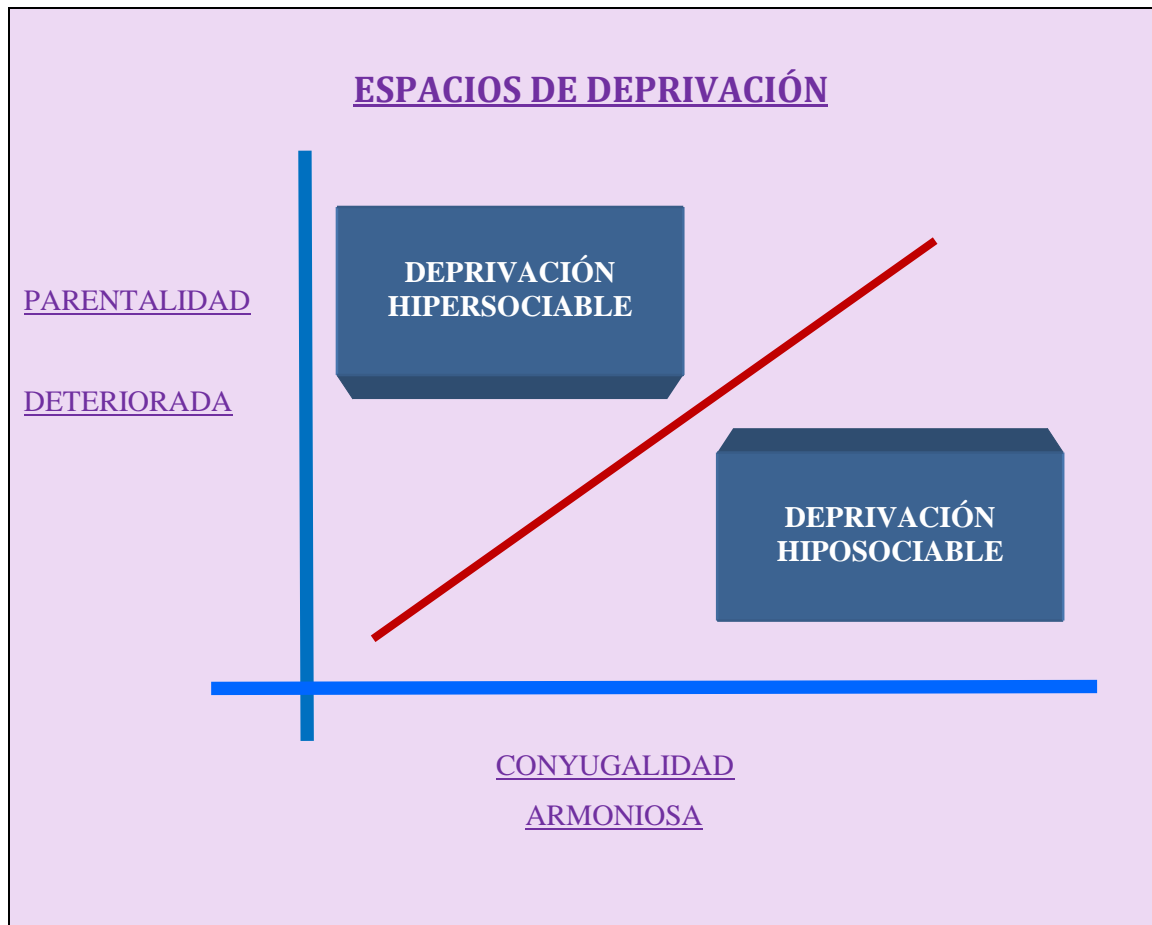 ESPACIOS DE DEPRIVACIÓN
DEPRIVACIÓN
HIPERSOCIABLE
PARENTALIDAD
DETERIORADA
DEPRIVACIÓN
HIPOSOCIABLE
CONYUGALIDAD
ARMONIOSA